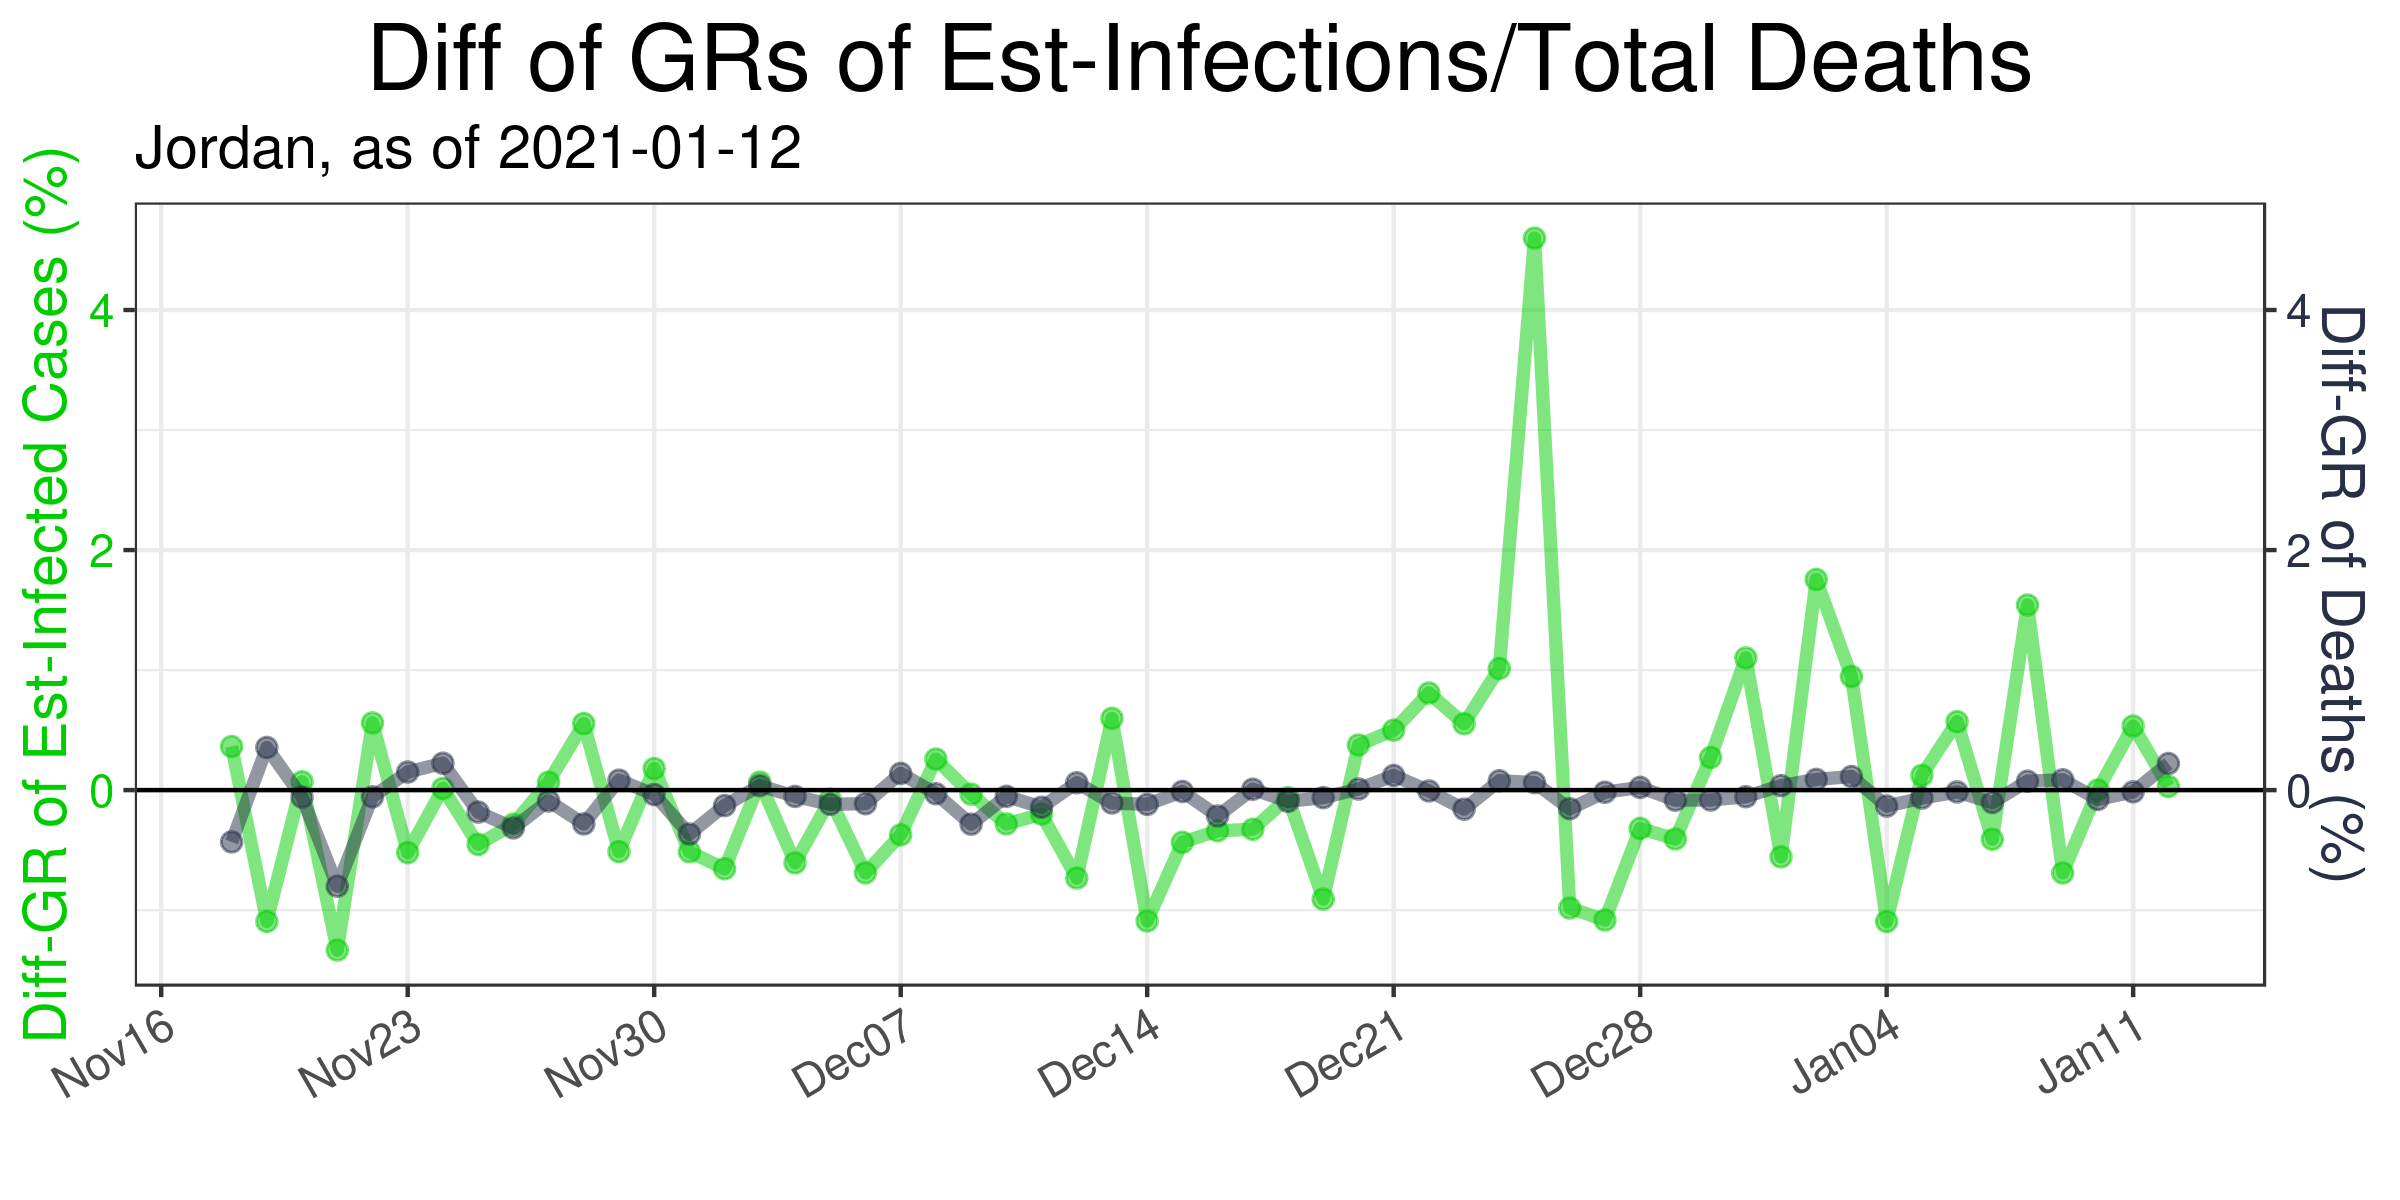 Diff of GRs of Est-Infections/Total Deaths
Jordan, as of 2021-01-12
Diff-GR of Est-Infected Cases (%)
4
2
0
4
2
0
Diff-GR of Deaths (%)
Nov16
Nov23
Nov30
Dec07
Dec14
Dec21
Dec28
Jan04
Jan11